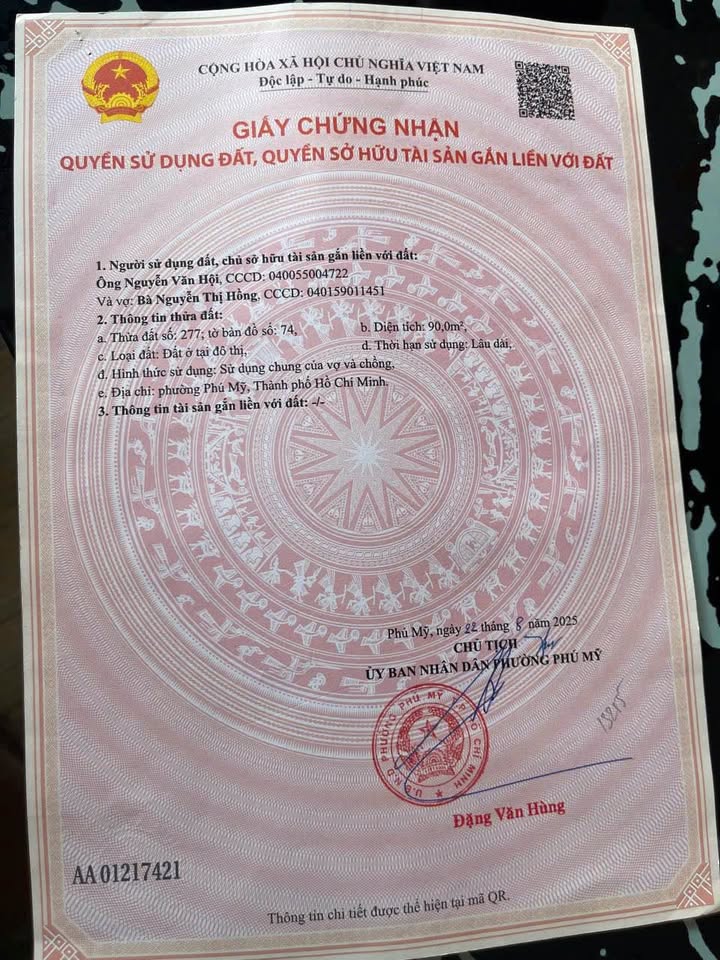 CỘNG HÒA XÃ HỘI CHỦ NGHĨA VIỆT NAM
Độc lập - Tự do - Hạnh phúc
GIẤY CHỨNG NHẬN
QUYỀN SỬ DỤNG ĐẤT, QUYỀN SỞ HỮU TÀI SẢN GẮN LIỀN VỚI ĐẤT
1. Người sử dụng đất, chủ sở hữu tài sản gắn liền với đất:
Ông Nguyễn Văn Hội, CCCD: 040055004722
Và vợ: Bà Nguyễn Thị Hồng, CCCD: 040159011451
2. Thông tin thửa đất:
a. Thửa đất số: 277; tờ bản đồ số: 74, b. Diện tích: 90,0m²,
c. Loại đất: Đất ở tại đô thị, d. Thời hạn sử dụng: Lâu dài,
đ. Hình thức sử dụng: Sử dụng chung của vợ và chồng,
e. Địa chỉ: phường Phú Mỹ, Thành phố Hồ Chí Minh.
3. Thông tin tài sản gắn liền với đất: -/-
Phú Mỹ, ngày 22 tháng 8 năm 2025
CHỦ TỊCH
ỦY BAN NHÂN DÂN PHƯỜNG PHÚ MỸ
U.B.N.D PHƯỜNG PHÚ MỸ T.P HỒ CHÍ MINH
13215
Đặng Văn Hùng
AA 01217421
Thông tin chi tiết được thể hiện tại mã QR.